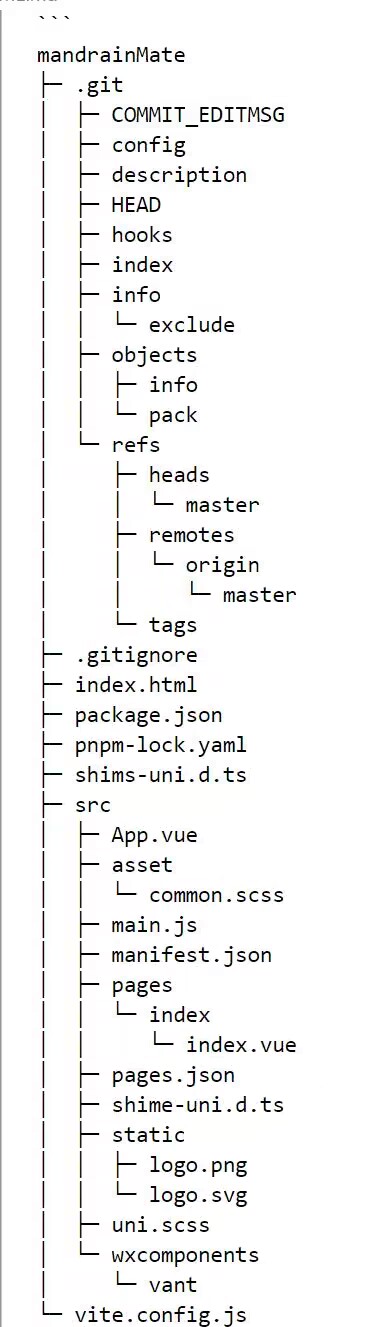 ```
mandrainMate
├─ .git
│  ├─ COMMIT_EDITMSG
│  ├─ config
│  ├─ description
│  ├─ HEAD
│  ├─ hooks
│  ├─ index
│  ├─ info
│  │  └─ exclude
│  ├─ objects
│  │  ├─ info
│  │  └─ pack
│  └─ refs
│     ├─ heads
│     │  └─ master
│     ├─ remotes
│     │  └─ origin
│     │     └─ master
│     └─ tags
├─ .gitignore
├─ index.html
├─ package.json
├─ pnpm-lock.yaml
├─ shims-uni.d.ts
├─ src
│  ├─ App.vue
│  ├─ asset
│  │  └─ common.scss
│  ├─ main.js
│  ├─ manifest.json
│  ├─ pages
│  │  └─ index
│  │     └─ index.vue
│  ├─ pages.json
│  ├─ shime-uni.d.ts
│  ├─ static
│  │  ├─ logo.png
│  │  └─ logo.svg
│  ├─ uni.scss
│  └─ wxcomponents
│     └─ vant
└─ vite.config.js